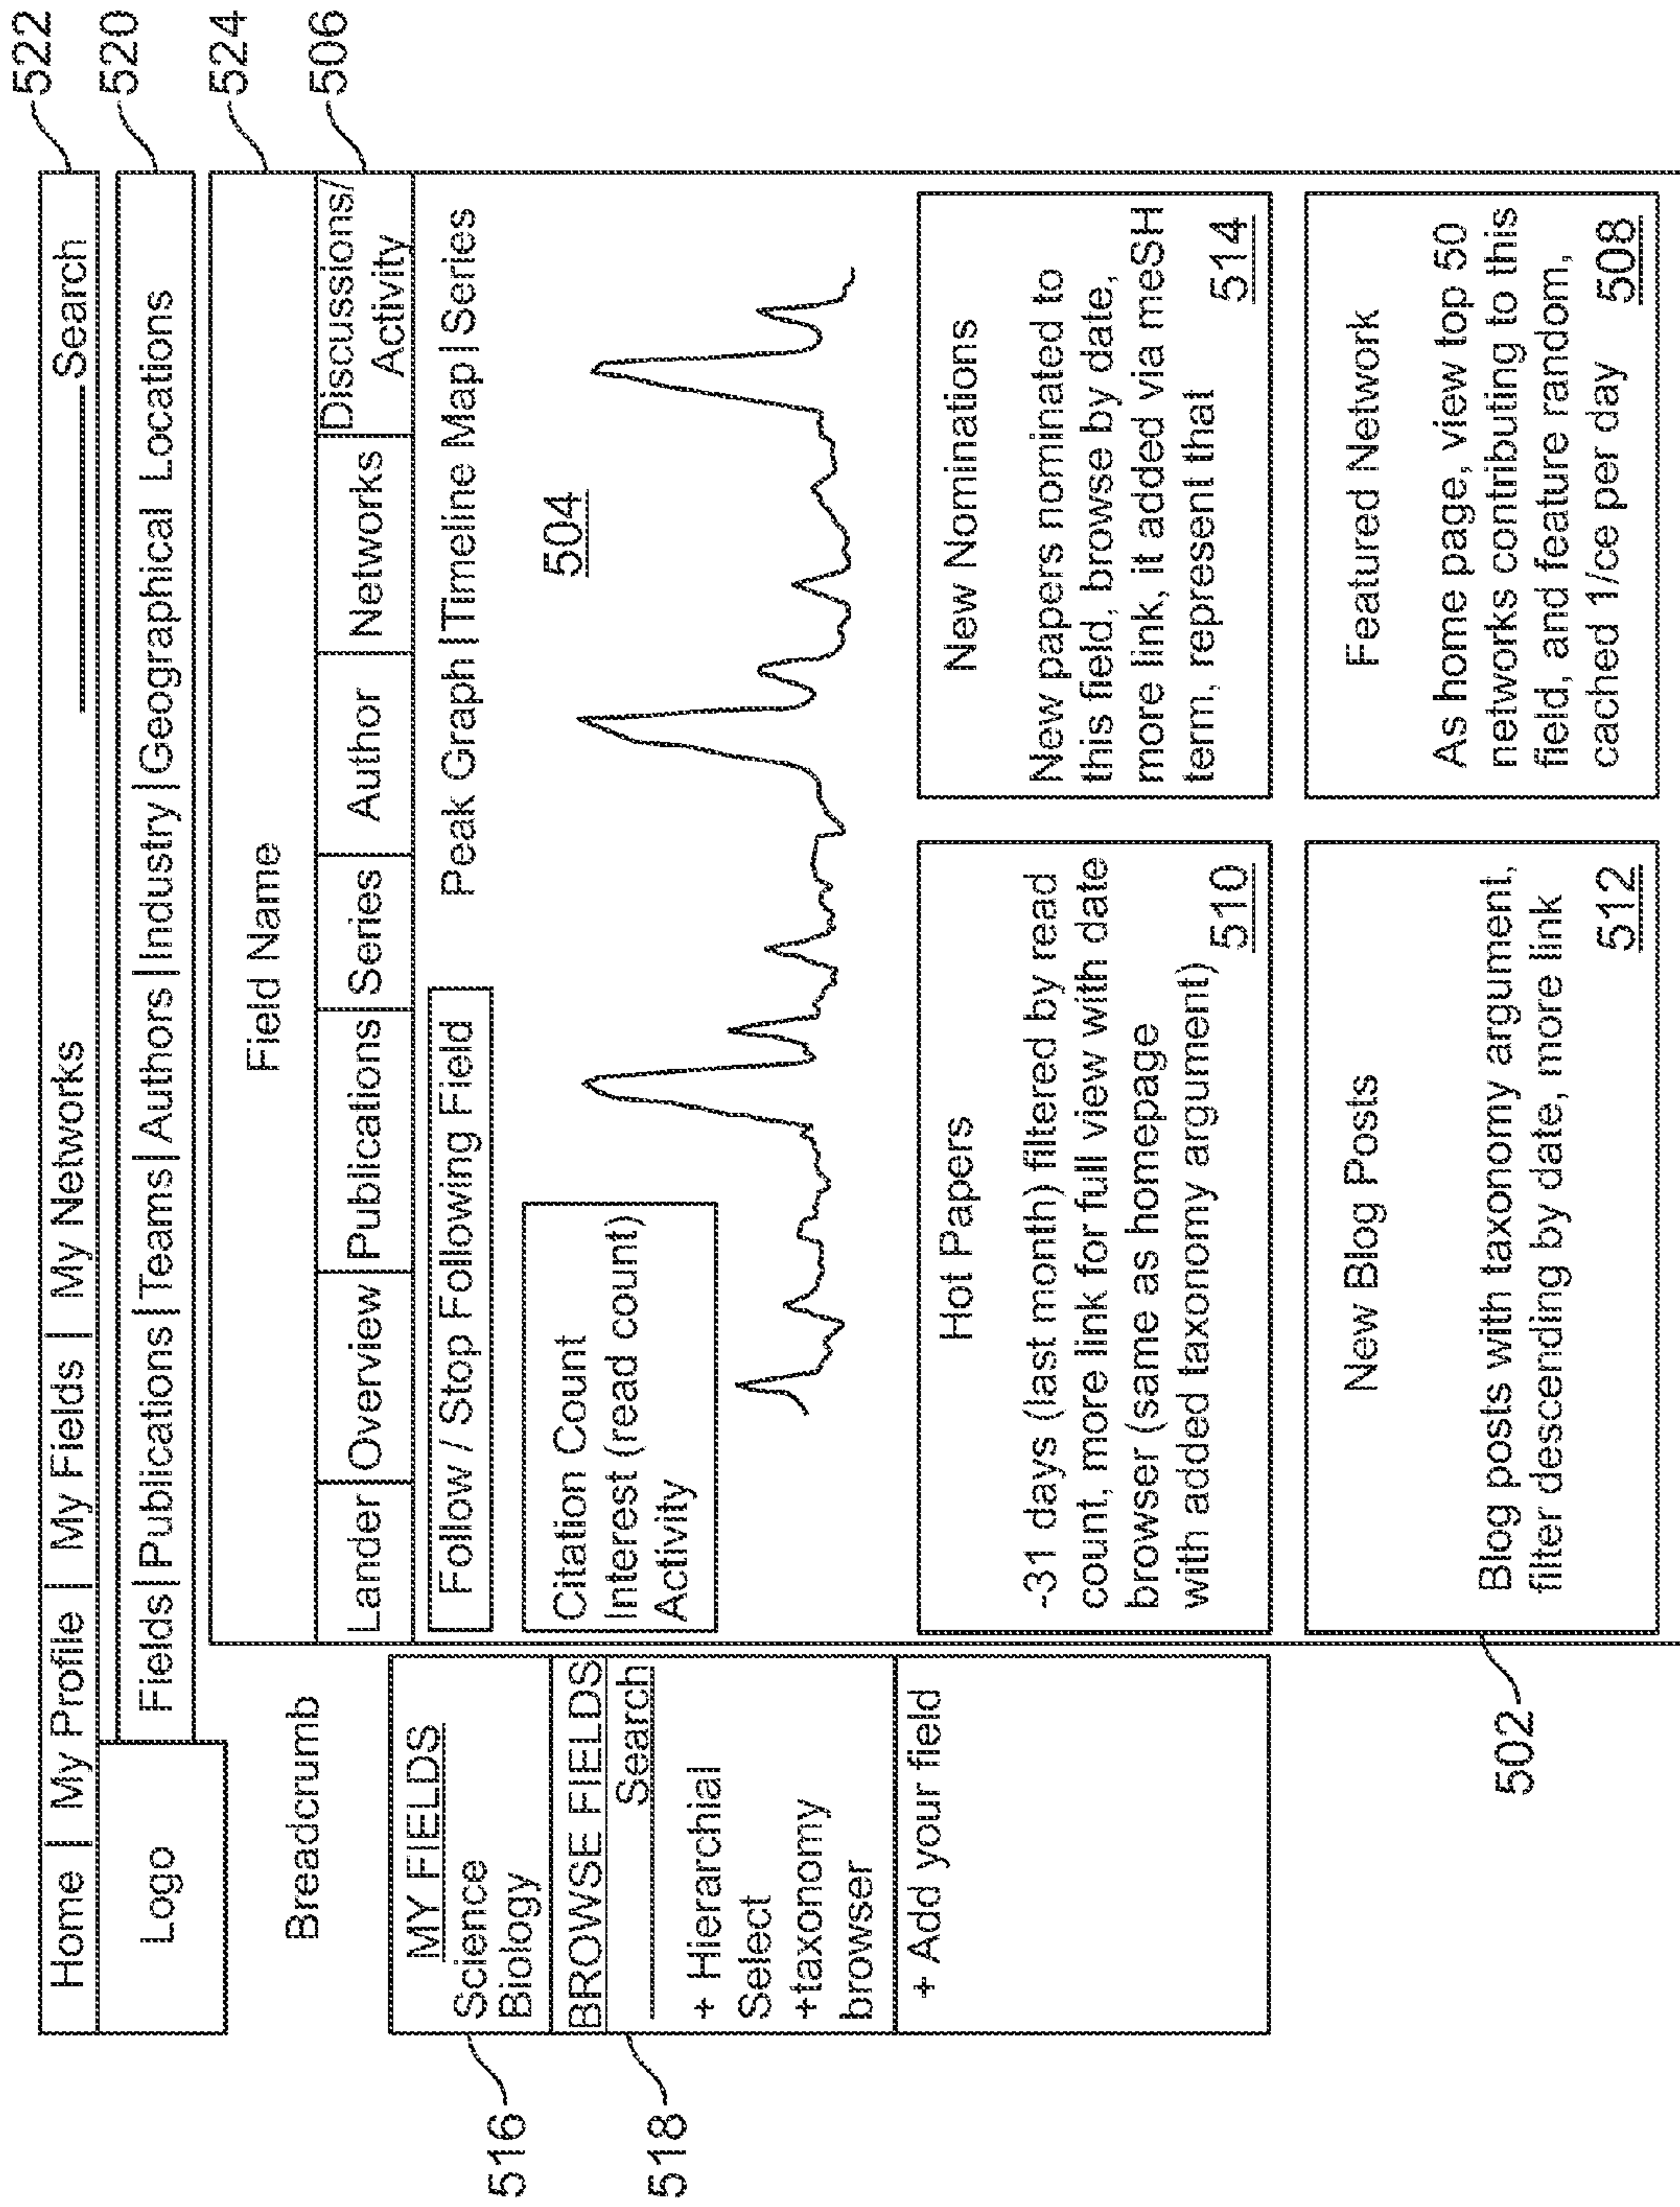 Home | My Profile | My Fields | My Networks Search
522
Logo
Fields | Publications | Teams | Authors | Industry | Geographical Locations
520
Breadcrumb
Field Name
524
Lander
Overview
Publications
Series
Author
Networks
Discussions/
Activity
506
MY FIELDS
Science
Biology
516
BROWSE FIELDS
Search
518
+ Hierarchial
Select
+taxonomy
browser
+ Add your field
Follow / Stop Following Field
Peak Graph | Timeline Map | Series
Citation Count
Interest (read count)
Activity
504
Hot Papers
-31 days (last month) filtered by read
count, more link for full view with date
browser (same as homepage
with added taxonomy argument)
510
New Nominations
New papers nominated to
this field, browse by date,
more link, it added via meSH
term, represent that
514
New Blog Posts
Blog posts with taxonomy argument,
filter descending by date, more link
512
502
Featured Network
As home page, view top 50
networks contributing to this
field, and feature random,
cached 1/ce per day 508